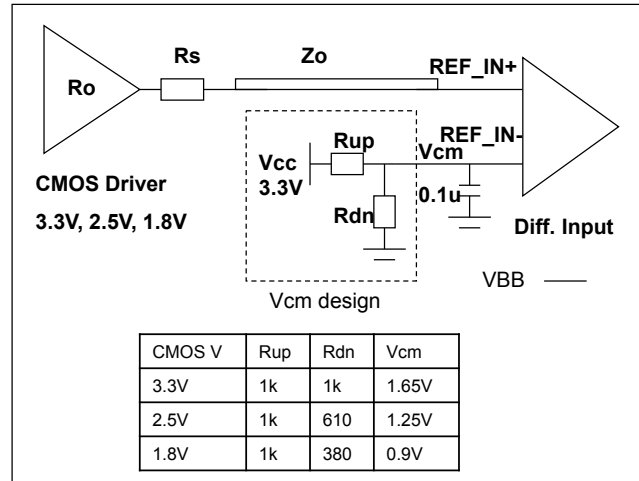 Rs
Zo
REF_IN+
Ro
REF_IN-
Rup
Vcm
Vcc
3.3V
CMOS Driver
0.1u
Rdn
3.3V, 2.5V, 1.8V
Diff. Input
VBB
Vcm design
CMOS V Rup Rdn Vcm
3.3V 1k 1k 1.65V
2.5V 1k 610 1.25V
1.8V 1k 380 0.9V